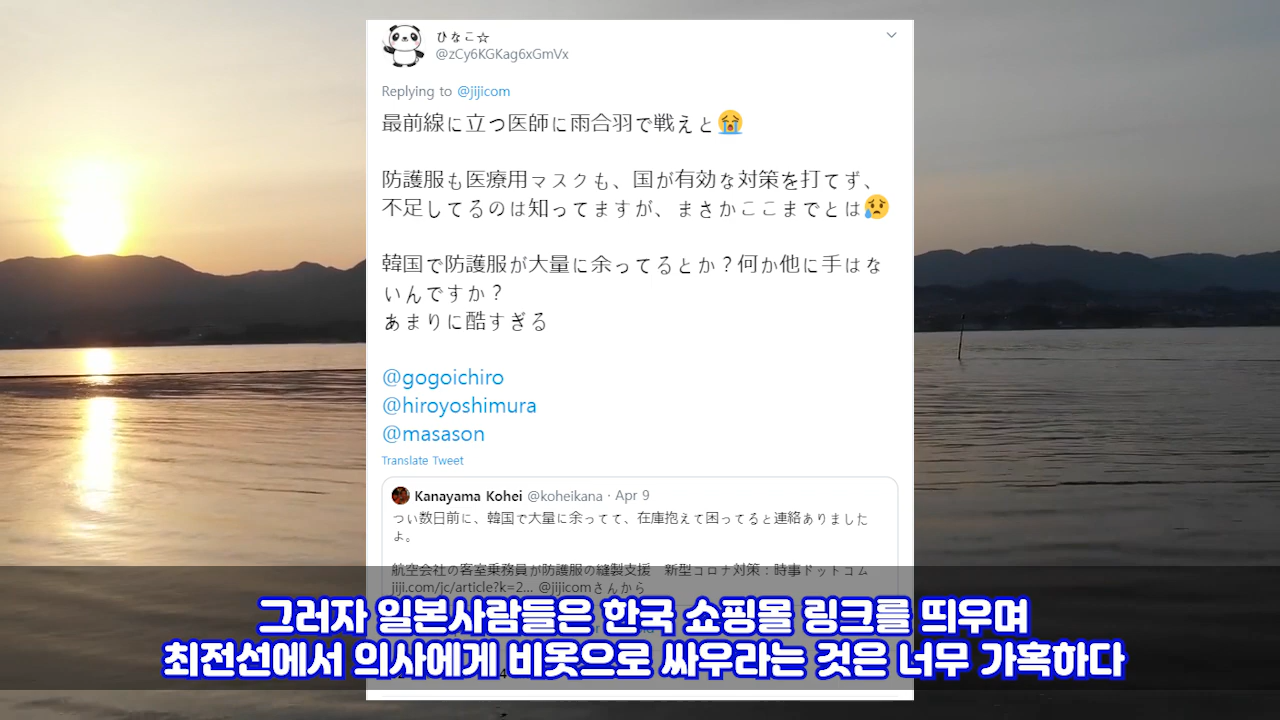 ひなこ☆
@zCy6KGKag6xGmVx
Replying to @jijicom
最前線に立つ医師に雨合羽で戦えと😭
防護服も医療用マスクも、国が有効な対策を打てず、
不足してるのは知ってますが、まさかここまでとは😥
韓国で防護服が大量に余ってるとか？何か他に手はな
いんですか？
あまりに酷すぎる
@gogoichiro
@hiroyoshimura
@masason
Translate Tweet
Kanayama Kohei @koheikana · Apr 9
つい数日前に、韓国で大量に余ってて、在庫抱えて困ってると連絡ありました
よ。
航空会社の客室乗務員が防護服の縫製支援　新型コロナ対策：時事ドットコム
jiji.com/jc/article?k=2... @jijicomさんから
그러자 일본사람들은 한국 쇼핑몰 링크를 띄우며
최전선에서 의사에게 비옷으로 싸우라는 것은 너무 가혹하다